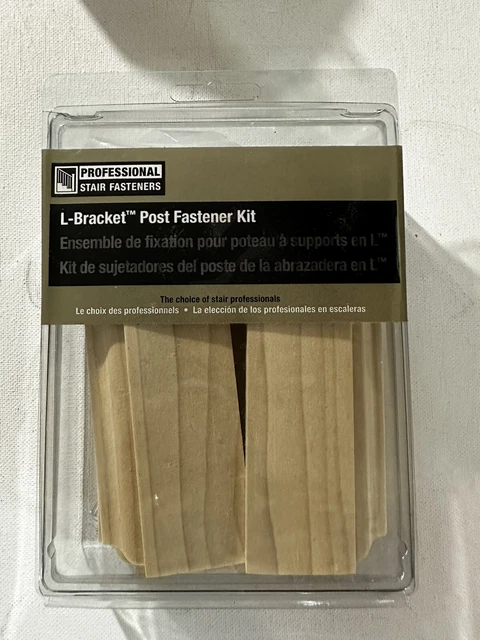 PROFESSIONAL
STAIR FASTENERS
L-Bracket™ Post Fastener Kit
Ensemble de fixation pour poteau à supports en L™
Kit de sujetadores del poste de la abrazadera en L™
The choice of stair professionals
Le choix des professionnels • La elección de los profesionales en escaleras